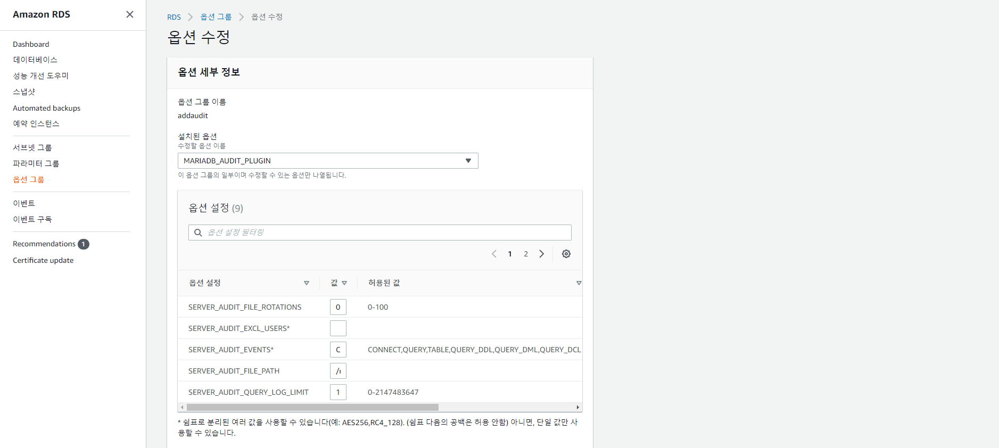 Amazon RDS
Dashboard
데이터베이스
성능 개선 도우미
스냅샷
Automated backups
예약 인스턴스
서브넷 그룹
파라미터 그룹
옵션 그룹
이벤트
이벤트 구독
Recommendations 1
Certificate update
RDS 옵션 그룹 옵션 수정
옵션 수정
옵션 세부 정보
옵션 그룹 이름
addaudit
설치된 옵션
수정할 옵션 이름
MARIADB_AUDIT_PLUGIN
이 옵션 그룹의 일부이며 수정할 수 있는 옵션만 나열됩니다.
옵션 설정 (9)
옵션 설정 필터링
1 2
옵션 설정 값 허용된 값
SERVER_AUDIT_FILE_ROTATIONS 0 0-100
SERVER_AUDIT_EXCL_USERS*
SERVER_AUDIT_EVENTS* C CONNECT,QUERY,TABLE,QUERY_DDL,QUERY_DML,QUERY_DCL
SERVER_AUDIT_FILE_PATH
SERVER_AUDIT_QUERY_LOG_LIMIT 1 0-2147483647
* 쉼표로 분리된 여러 값을 사용할 수 있습니다(예: AES256,RC4_128). (쉼표 다음의 공백은 허용 안함) 아니면, 단일 값만 사
용할 수 있습니다.